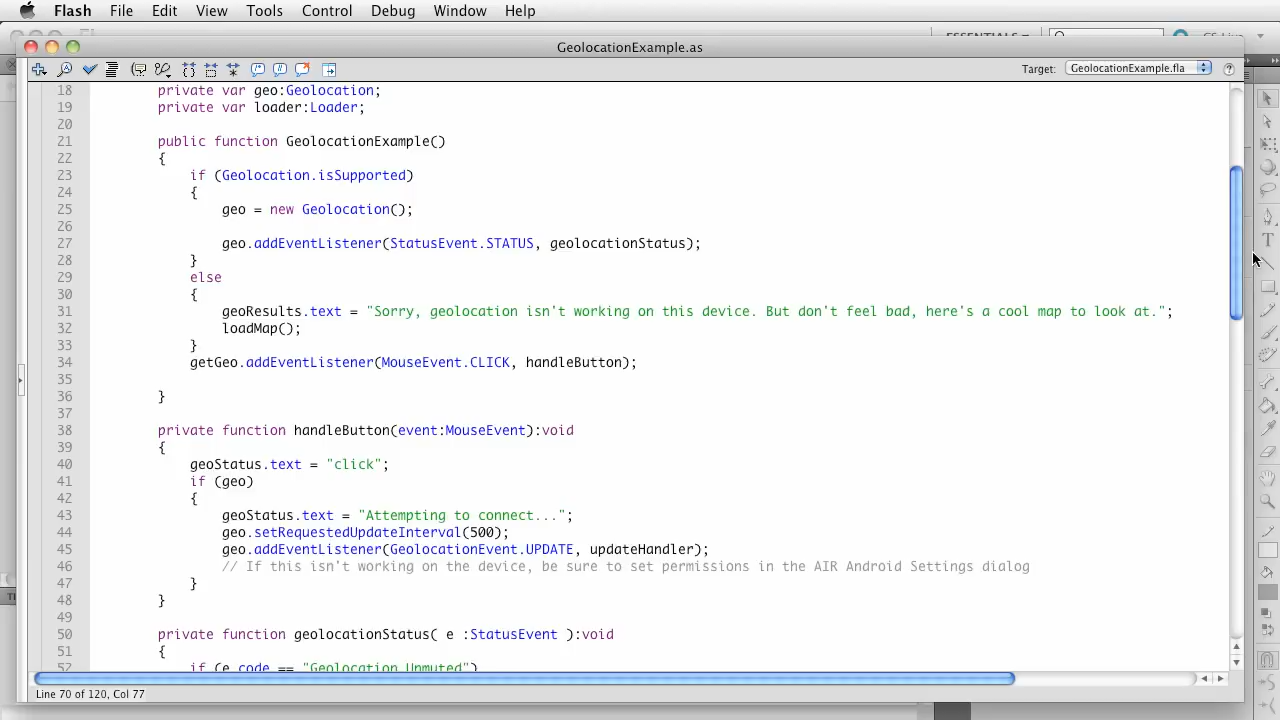 Flash File Edit View Tools Control Debug Window Help
GeolocationExample.as
Target: GeolocationExample.fla
18 private var geo:Geolocation;
19 private var loader:Loader;
20
21 public function GeolocationExample()
22 {
23 if (Geolocation.isSupported)
24 {
25 geo = new Geolocation();
26
27 geo.addEventListener(StatusEvent.STATUS, geolocationStatus);
28 }
29 else
30 {
31 geoResults.text = "Sorry, geolocation isn't working on this device. But don't feel bad, here's a cool map to look at.";
32 loadMap();
33 }
34 getGeo.addEventListener(MouseEvent.CLICK, handleButton);
35
36 }
37
38 private function handleButton(event:MouseEvent):void
39 {
40 geoStatus.text = "click";
41 if (geo)
42 {
43 geoStatus.text = "Attempting to connect...";
44 geo.setRequestedUpdateInterval(500);
45 geo.addEventListener(GeolocationEvent.UPDATE, updateHandler);
46 // If this isn't working on the device, be sure to set permissions in the AIR Android Settings dialog
47 }
48 }
49
50 private function geolocationStatus( e :StatusEvent ):void
51 {
52 if (e.code == "Geolocation.Unmuted")
Line 70 of 120, Col 77